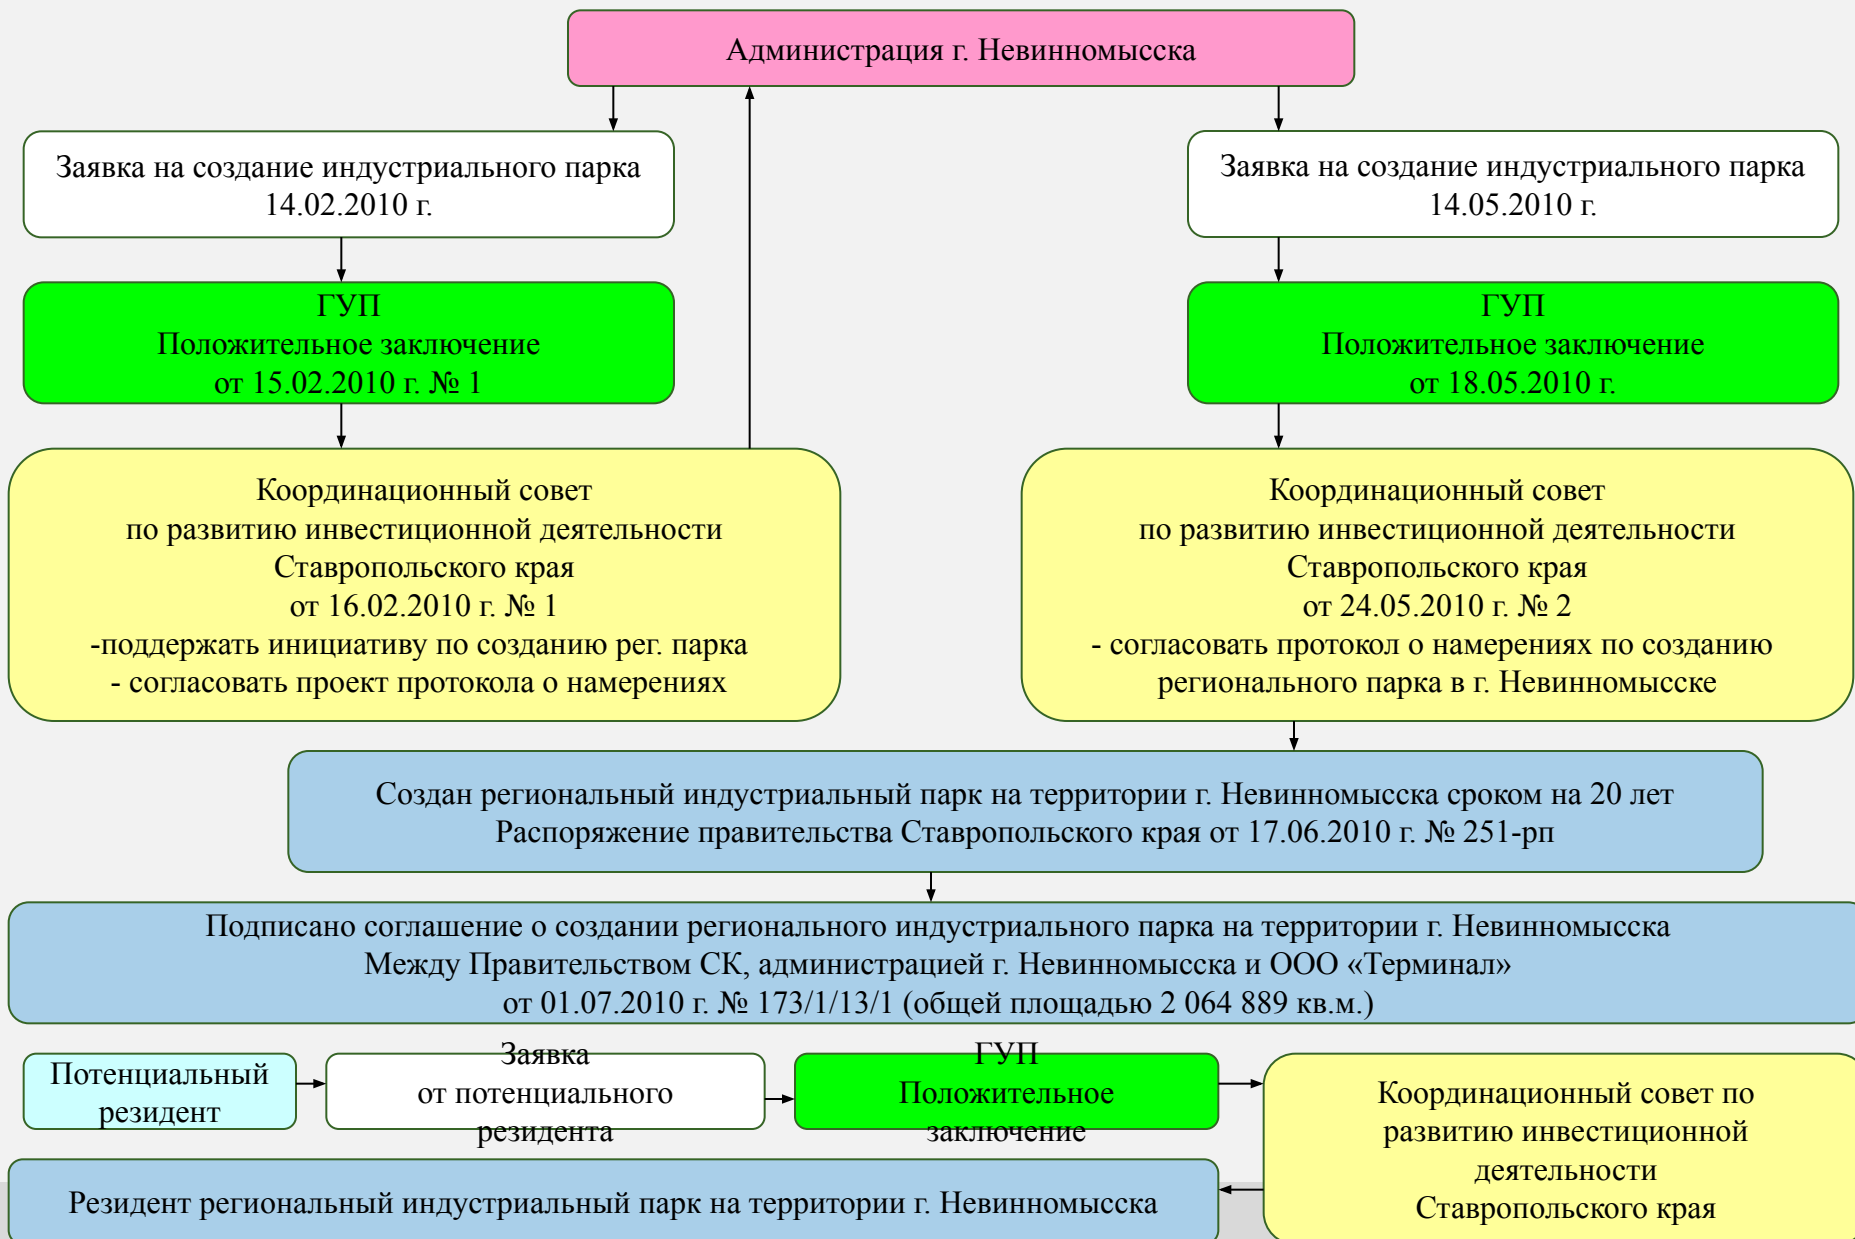 Администрация г. Невинномысска
Заявка на создание индустриального парка
14.02.2010 г.
Заявка на создание индустриального парка
14.05.2010 г.
ГУП
Положительное заключение
от 15.02.2010 г. № 1
ГУП
Положительное заключение
от 18.05.2010 г.
Координационный совет
по развитию инвестиционной деятельности
Ставропольского края
от 16.02.2010 г. № 1
-поддержать инициативу по созданию рег. парка
- согласовать проект протокола о намерениях
Координационный совет
по развитию инвестиционной деятельности
Ставропольского края
от 24.05.2010 г. № 2
- согласовать протокол о намерениях по созданию
регионального парка в г. Невинномысске
Создан региональный индустриальный парк на территории г. Невинномысска сроком на 20 лет
Распоряжение правительства Ставропольского края от 17.06.2010 г. № 251-рп
Подписано соглашение о создании регионального индустриального парка на территории г. Невинномысска
Между Правительством СК, администрацией г. Невинномысска и ООО «Терминал»
от 01.07.2010 г. № 173/1/13/1 (общей площадью 2 064 889 кв.м.)
Потенциальный
резидент
Заявка
от потенциального
резидента
ГУП
Положительное
заключение
Координационный совет по
развитию инвестиционной
деятельности
Ставропольского края
Резидент региональный индустриальный парк на территории г. Невинномысска